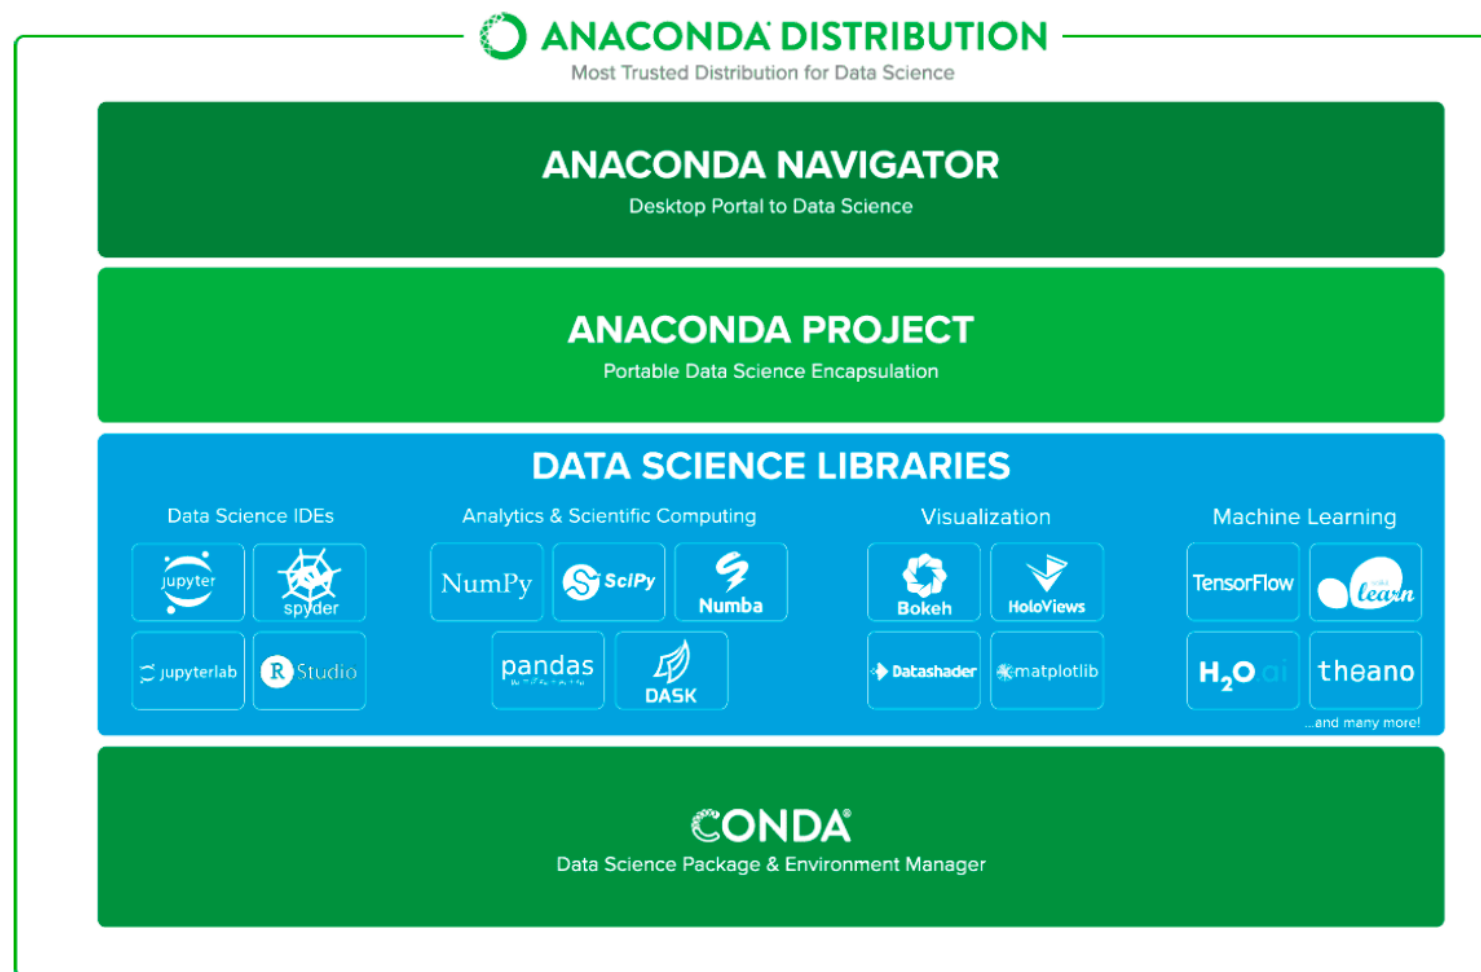 ANACONDA® DISTRIBUTION
Most Trusted Distribution for Data Science
ANACONDA NAVIGATOR
Desktop Portal to Data Science
ANACONDA PROJECT
Portable Data Science Encapsulation
DATA SCIENCE LIBRARIES
Data Science IDEs
jupyter
spyder
jupyterlab
R Studio
Analytics & Scientific Computing
NumPy
SciPy
Numba
pandas
DASK
Visualization
Bokeh
HoloViews
Datashader
matplotlib
Machine Learning
TensorFlow
learn
H2O ai
theano
...and many more!
CONDA®
Data Science Package & Environment Manager